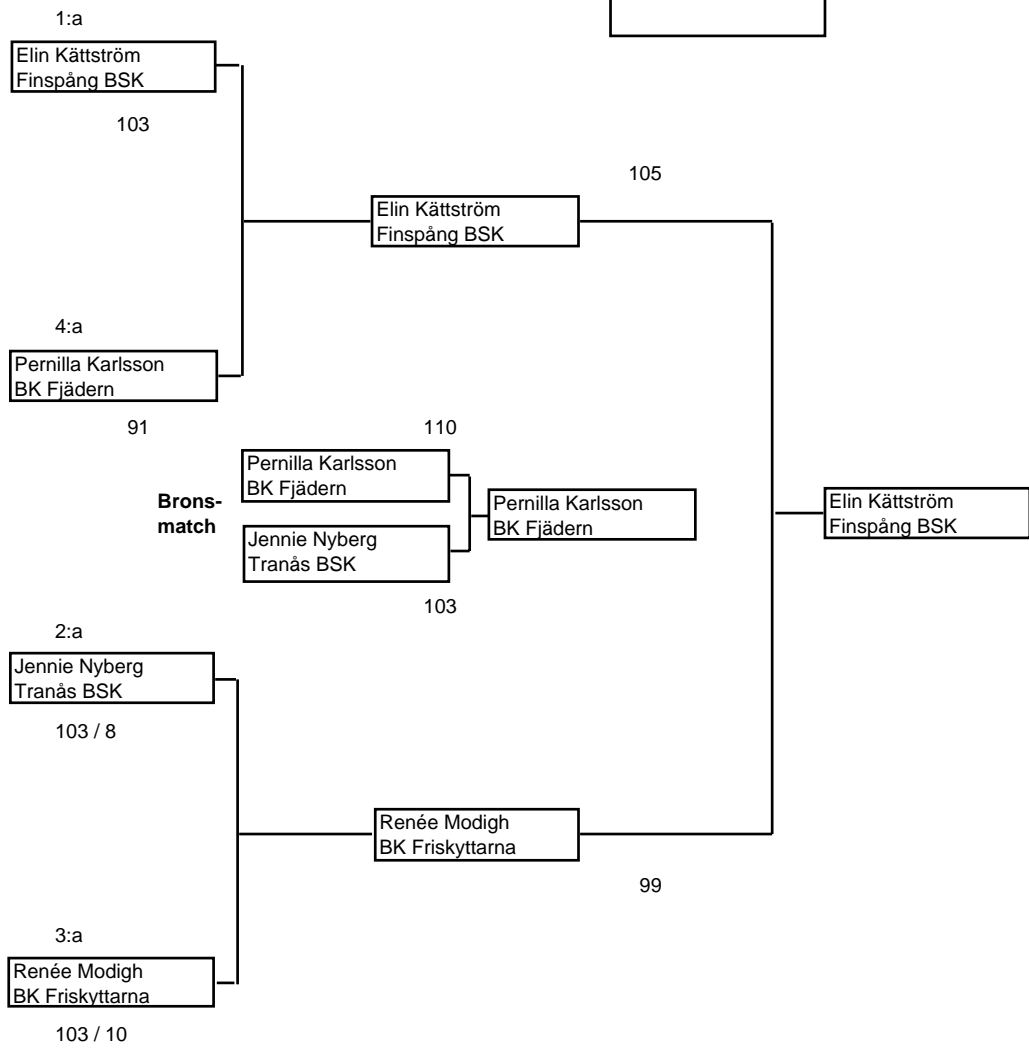 1:a
Elin Kättström
Finspång BSK
103
105
Elin Kättström
Finspång BSK
4:a
Pernilla Karlsson
BK Fjädern
91
110
Pernilla Karlsson
BK Fjädern
Brons-
match
Pernilla Karlsson
BK Fjädern
Elin Kättström
Finspång BSK
Jennie Nyberg
Tranås BSK
103
2:a
Jennie Nyberg
Tranås BSK
103 / 8
Renée Modigh
BK Friskyttarna
99
3:a
Renée Modigh
BK Friskyttarna
103 / 10